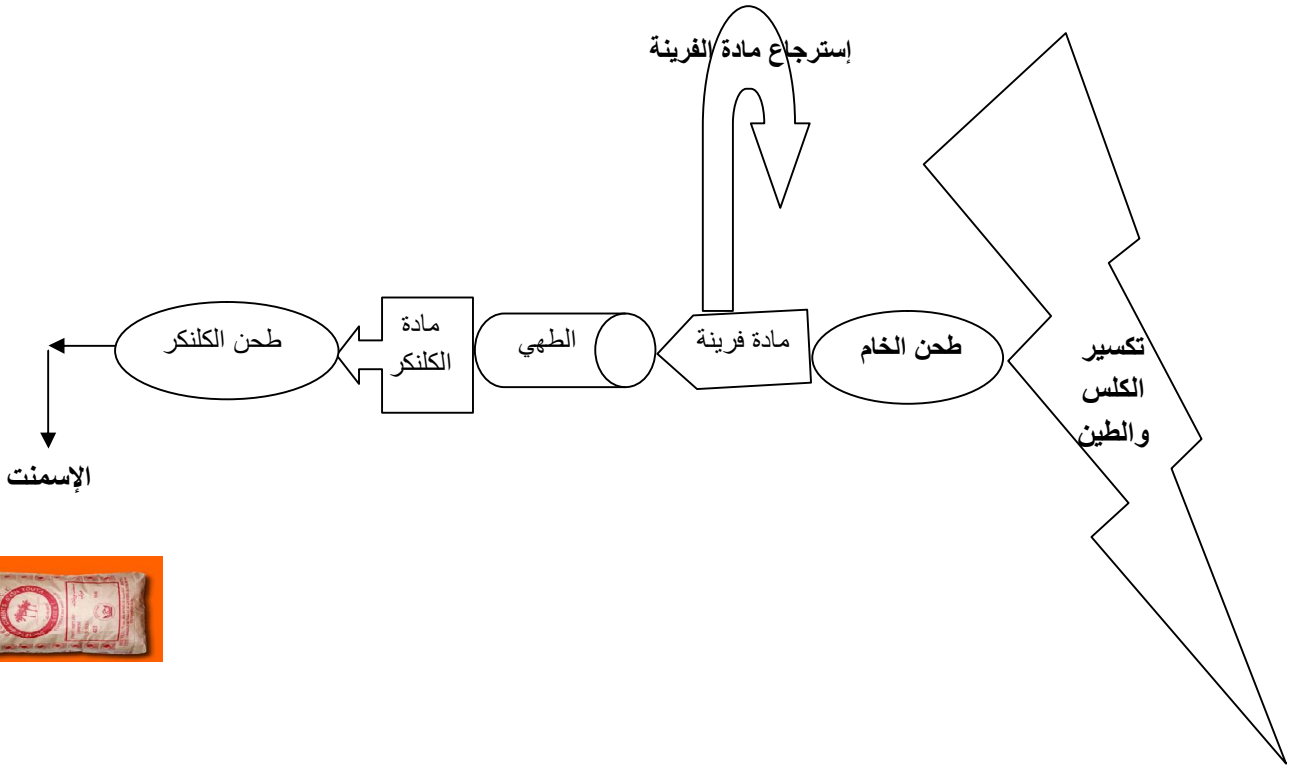 إسترجاع مادة الفرينة
تكسير
الكلس
والطين
طحن الخام
مادة فرينة
الطهي
مادة
الكلنكر
طحن الكلنكر
الإسمنت